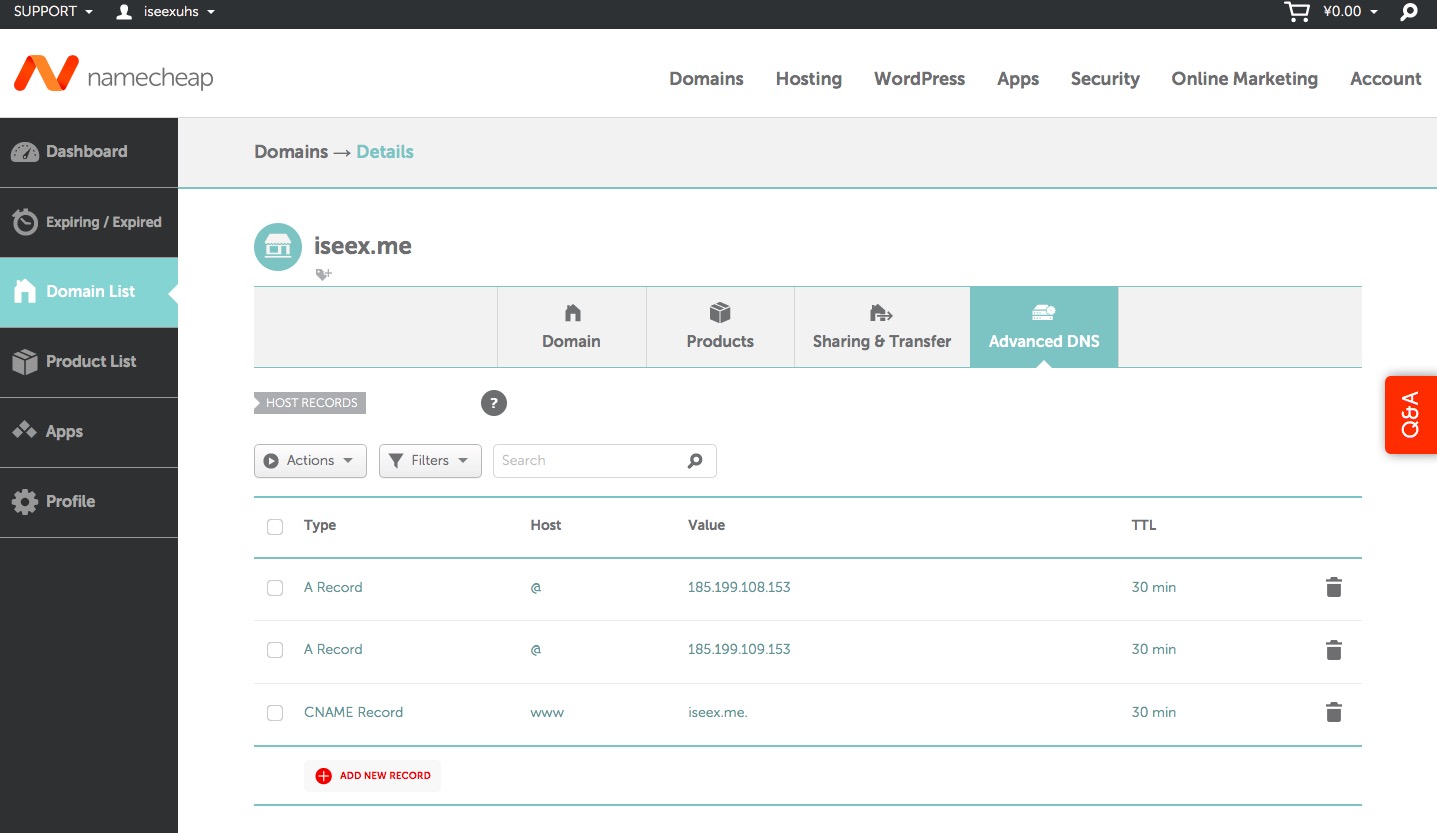 SUPPORT iseexuhs ¥0.00
namecheap
Domains Hosting WordPress Apps Security Online Marketing Account
Dashboard
Expiring / Expired
Domain List
Product List
Apps
Profile
Domains → Details
iseex.me
Domain Products Sharing & Transfer Advanced DNS
HOST RECORDS ?
Actions Filters Search
Type Host Value TTL
A Record @ 185.199.108.153 30 min
A Record @ 185.199.109.153 30 min
CNAME Record www iseex.me. 30 min
ADD NEW RECORD
Q&A